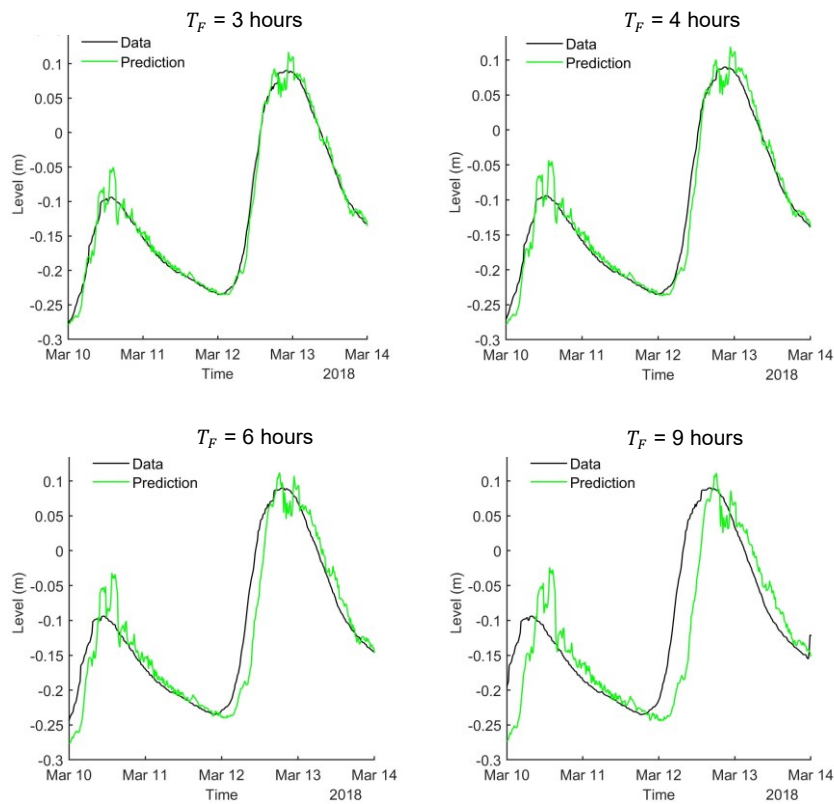 T_F = 3 hours
Data
Prediction
Level (m)
0.1
0.05
0
-0.05
-0.1
-0.15
-0.2
-0.25
-0.3
Mar 10 Mar 11 Mar 12 Mar 13 Mar 14
Time 2018
T_F = 4 hours
Data
Prediction
Level (m)
0.1
0.05
0
-0.05
-0.1
-0.15
-0.2
-0.25
-0.3
Mar 10 Mar 11 Mar 12 Mar 13 Mar 14
Time 2018
T_F = 6 hours
Data
Prediction
Level (m)
0.1
0.05
0
-0.05
-0.1
-0.15
-0.2
-0.25
-0.3
Mar 10 Mar 11 Mar 12 Mar 13 Mar 14
Time 2018
T_F = 9 hours
Data
Prediction
Level (m)
0.1
0.05
0
-0.05
-0.1
-0.15
-0.2
-0.25
-0.3
Mar 10 Mar 11 Mar 12 Mar 13 Mar 14
Time 2018